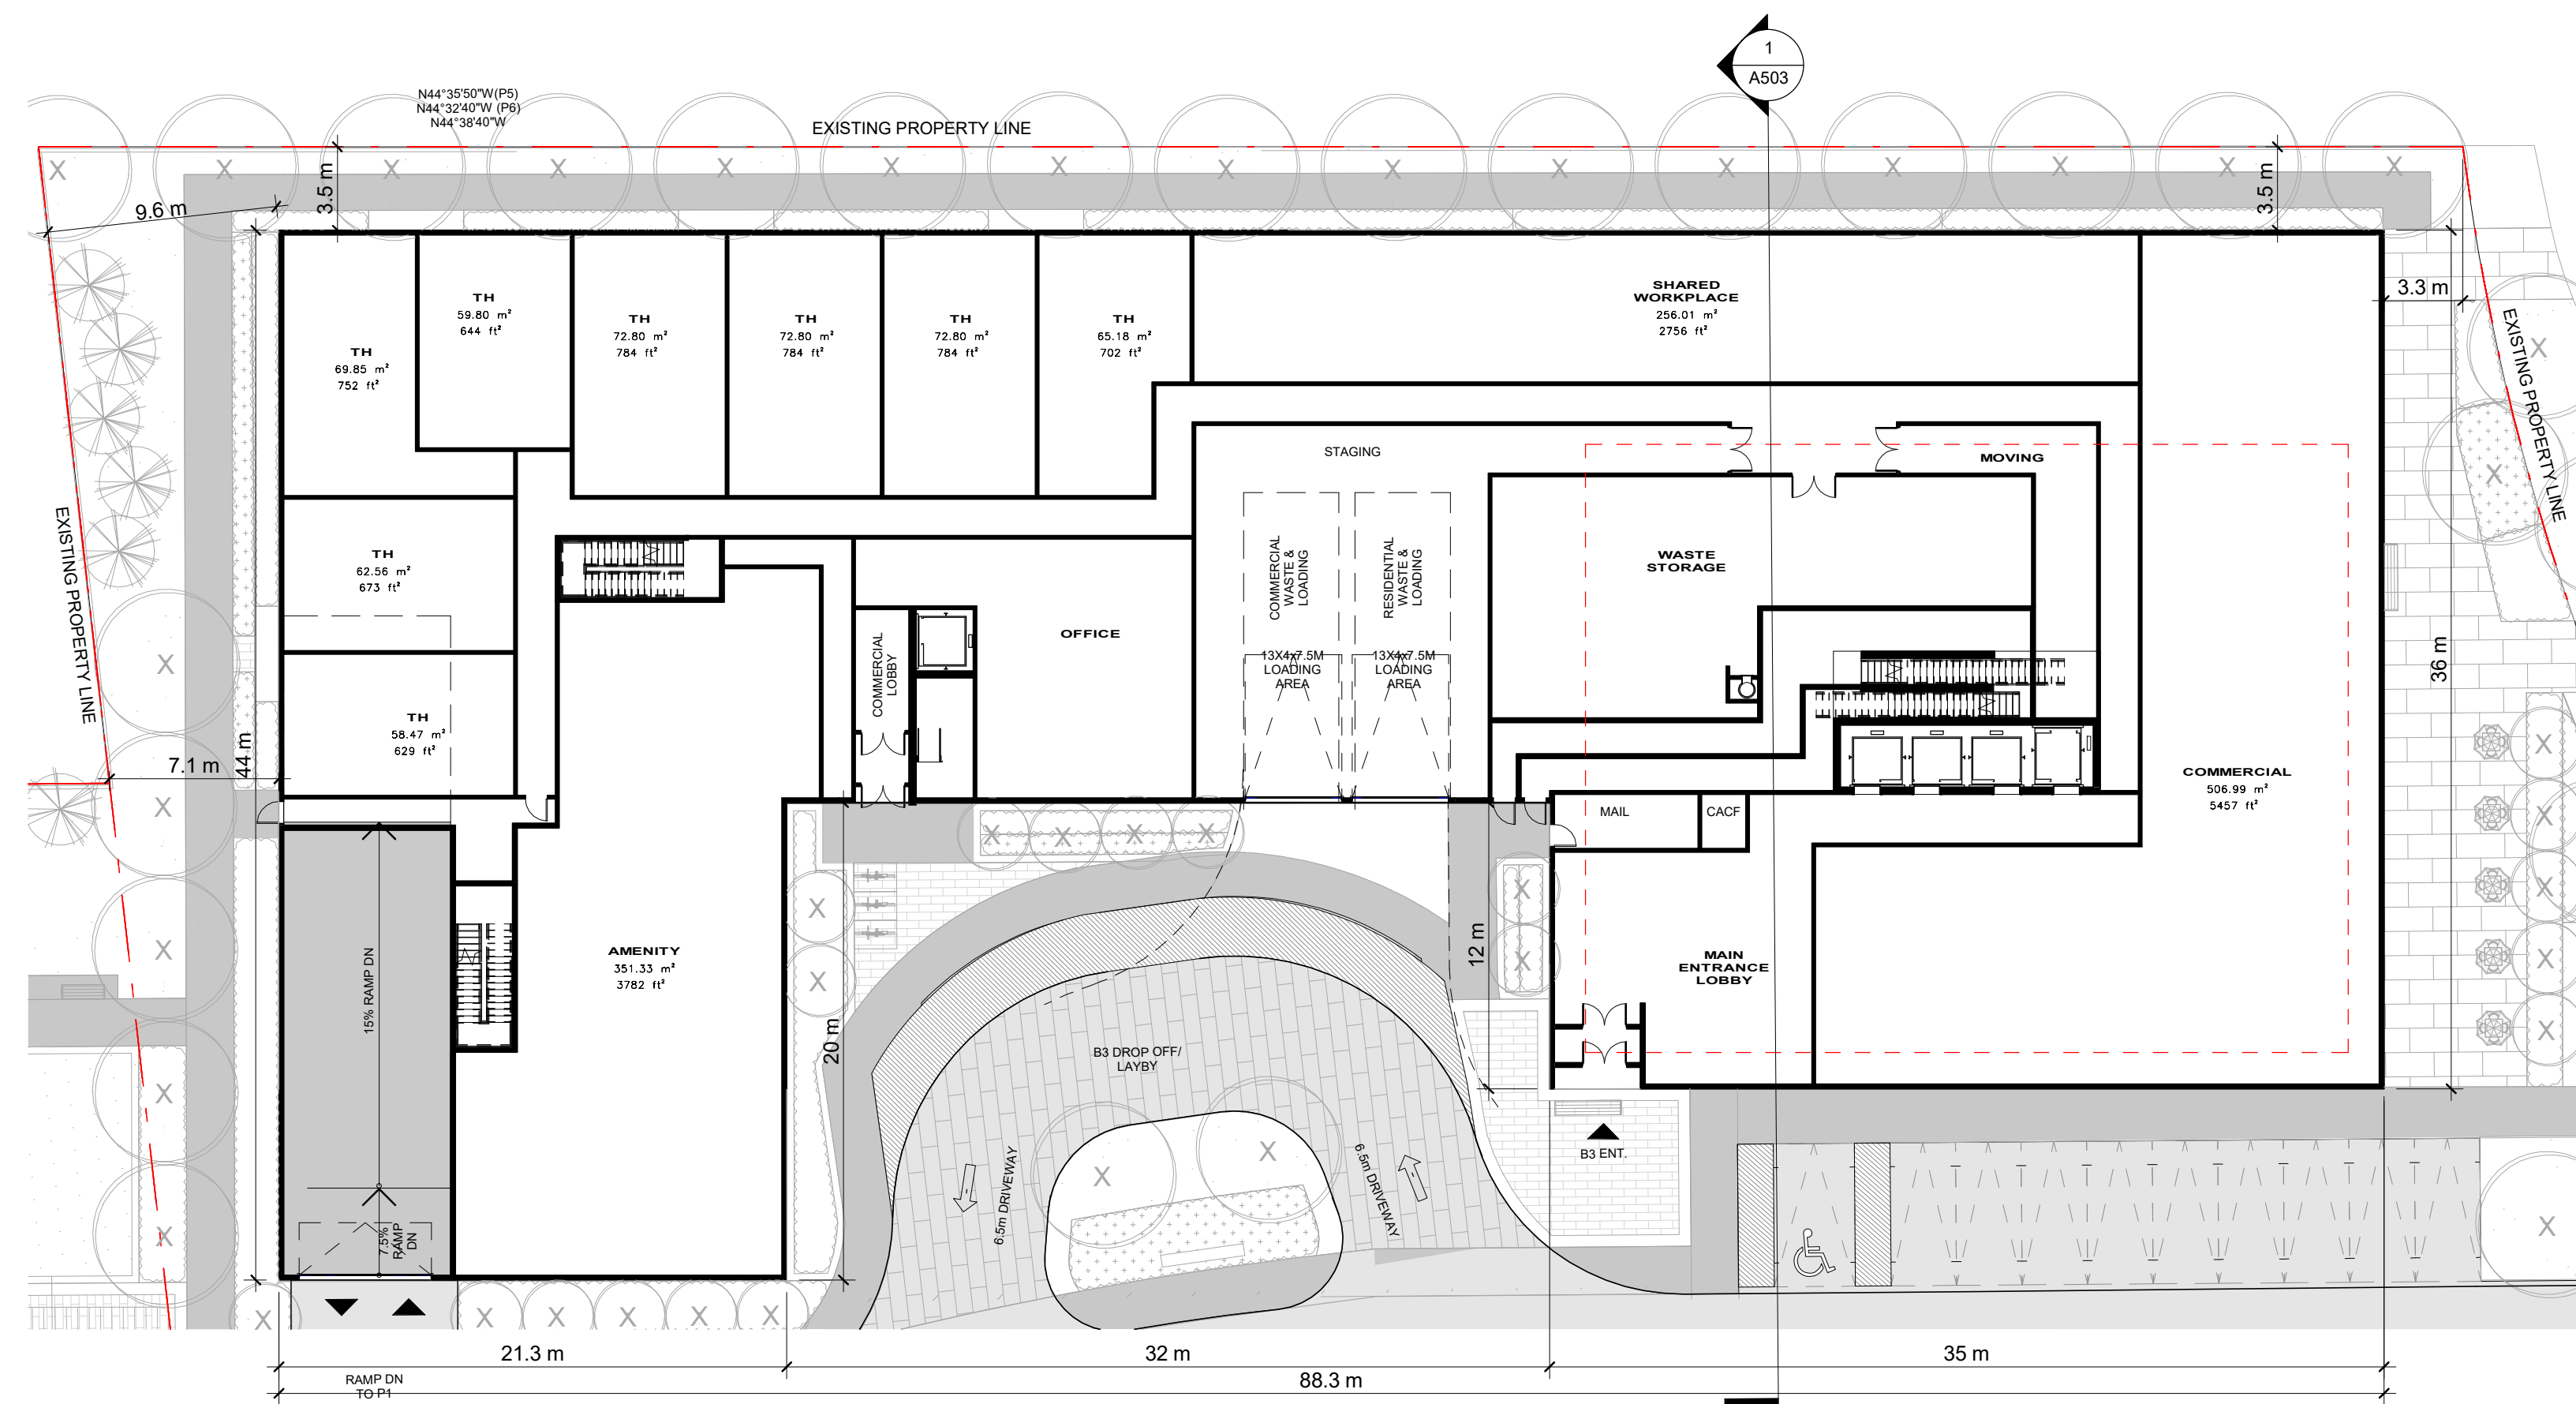 1
A503
N44°35'50"W(P5)
N44°32'40"W (P6)
N44°38'40"W
EXISTING PROPERTY LINE
3.5 m
3.5 m
9.6 m
3.3 m
EXISTING PROPERTY LINE
EXISTING PROPERTY LINE
TH
69.85 m²
752 ft²
TH
59.80 m²
644 ft²
TH
72.80 m²
784 ft²
TH
72.80 m²
784 ft²
TH
72.80 m²
784 ft²
TH
65.18 m²
702 ft²
SHARED
WORKPLACE
256.01 m²
2756 ft²
STAGING
MOVING
TH
62.56 m²
673 ft²
COMMERCIAL
WASTE &
LOADING
RESIDENTIAL
WASTE &
LOADING
WASTE
STORAGE
OFFICE
COMMERCIAL
LOBBY
13X4x7.5M
LOADING
AREA
13X4x7.5M
LOADING
AREA
36 m
TH
58.47 m²
629 ft²
7.1 m
44 m
COMMERCIAL
506.99 m²
5457 ft²
MAIL
CACF
AMENITY
351.33 m²
3782 ft²
15% RAMP DN
12 m
MAIN
ENTRANCE
LOBBY
20 m
B3 DROP OFF/
LAYBY
6.5m DRIVEWAY
6.5m DRIVEWAY
B3 ENT.
7.5%
RAMP
DN
21.3 m
32 m
35 m
RAMP DN
TO P1
88.3 m